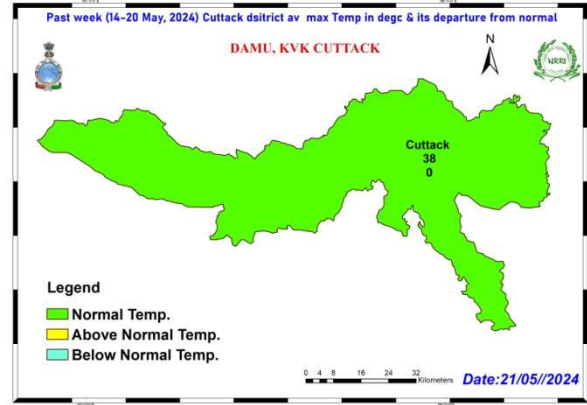 Past week (14-20 May, 2024) Cuttack dsitrict av max Temp in degc & its departure from normal
DAMU, KVK CUTTACK
N
NRRI
Cuttack
38
0
Legend
Normal Temp.
Above Normal Temp.
Below Normal Temp.
0 4 8 16 24 32
Kilometers
Date:21/05//2024